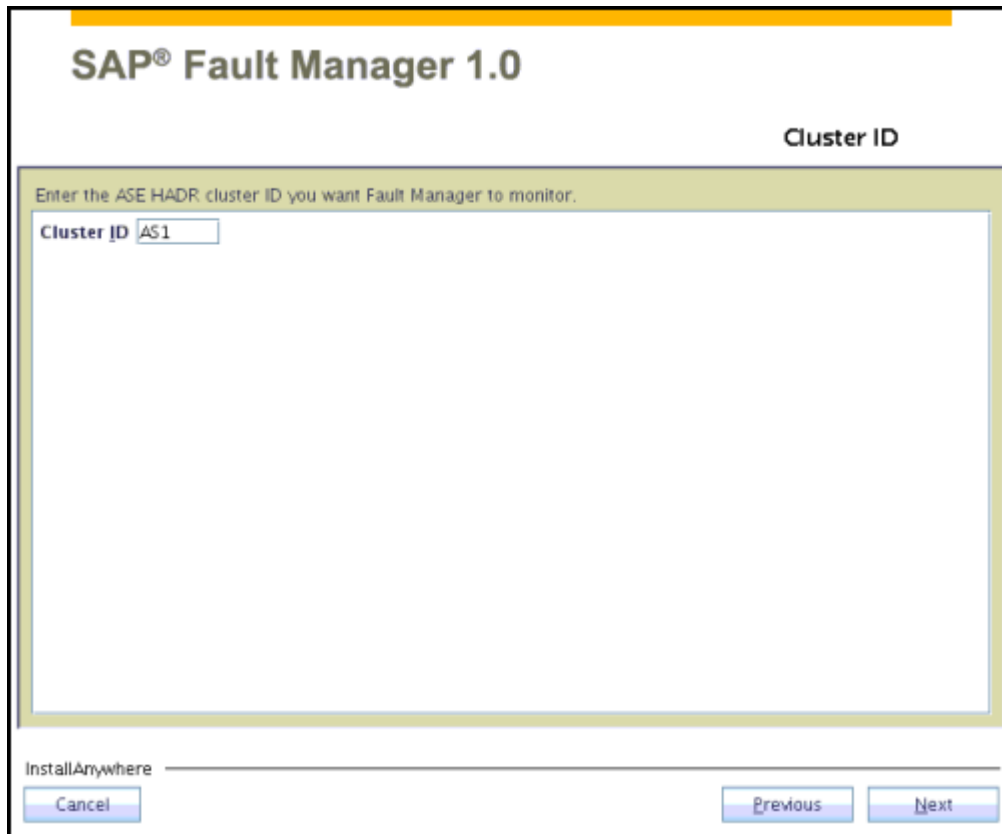 SAP® Fault Manager 1.0
Cluster ID
Enter the ASE HADR cluster ID you want Fault Manager to monitor.
Cluster ID AS1
InstallAnywhere
Cancel Previous Next